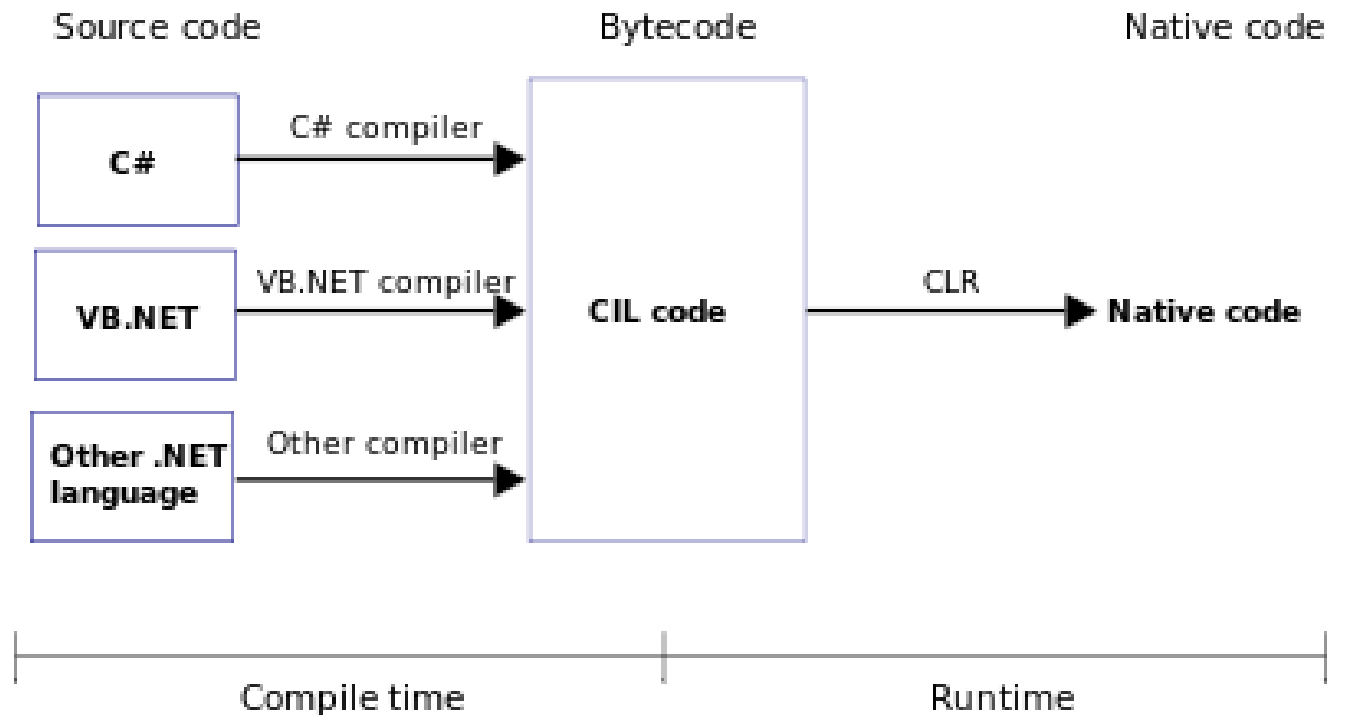 Source code
Bytecode
Native code
C# compiler
C#
VB.NET compiler
VB.NET
CIL code
CLR
Native code
Other compiler
Other .NET
language
Compile time
Runtime